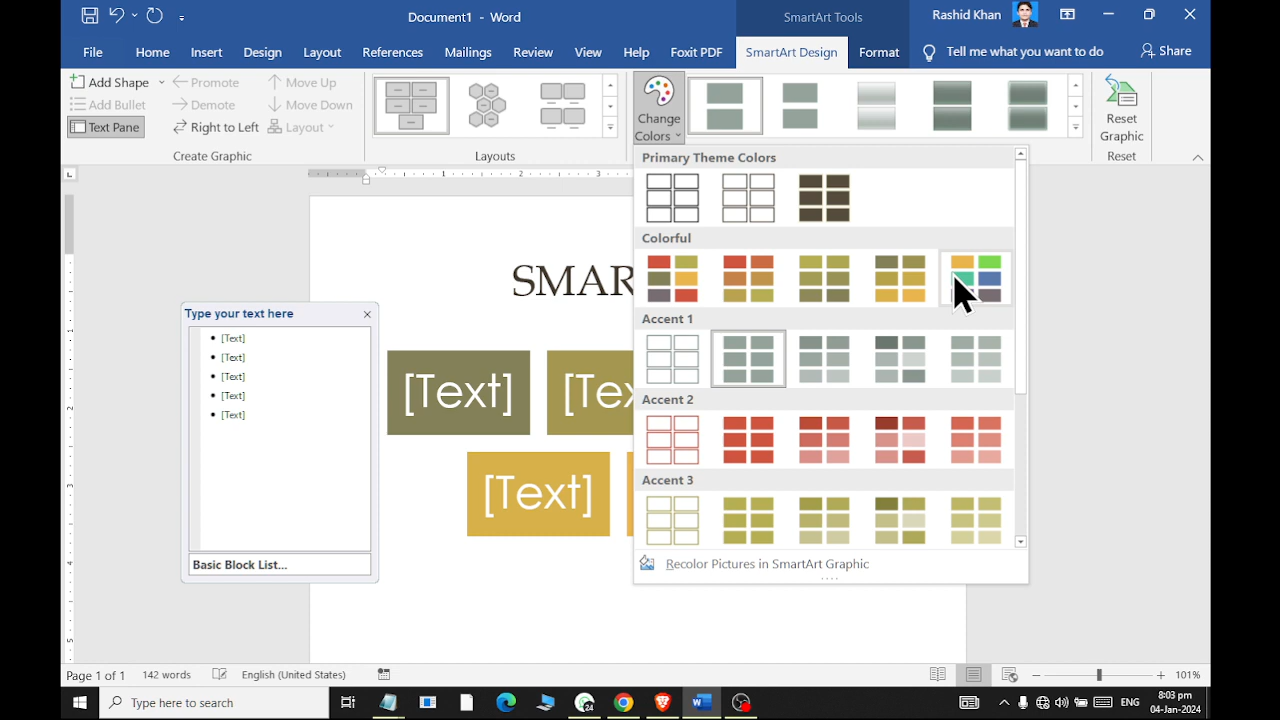 Document1 - Word
SmartArt Tools
Rashid Khan
File
Home
Insert
Design
Layout
References
Mailings
Review
View
Help
Foxit PDF
SmartArt Design
Format
Tell me what you want to do
Share
Add Shape
Promote
Move Up
Add Bullet
Demote
Move Down
Text Pane
Right to Left
Layout
Create Graphic
Layouts
Change
Colors
Reset
Graphic
Reset
Primary Theme Colors
Colorful
Accent 1
Accent 2
Accent 3
Recolor Pictures in SmartArt Graphic
1
2
3
SMAR
Type your text here
• [Text]
• [Text]
• [Text]
• [Text]
• [Text]
Basic Block List...
[Text]
[Tex
[Text]
Page 1 of 1
142 words
English (United States)
101%
Type here to search
24
ENG
8:03 pm
04-Jan-2024